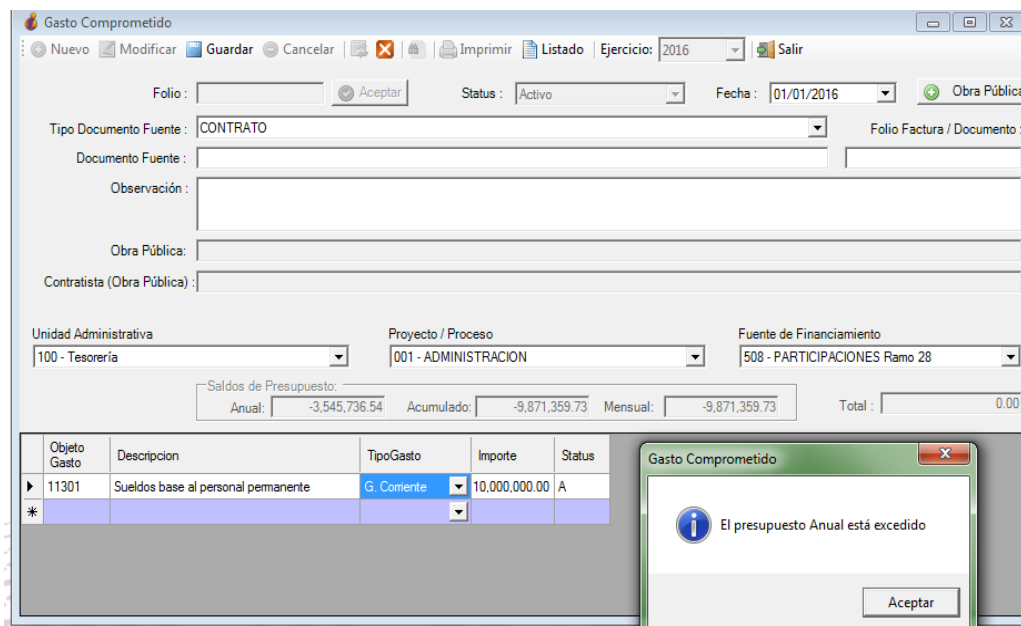 Gasto Comprometido
Nuevo Modificar Guardar Cancelar Imprimir Listado Ejercicio: 2016 Salir
Folio : Aceptar Status : Activo Fecha : 01/01/2016 Obra Pública
Tipo Documento Fuente : CONTRATO Folio Factura / Documento :
Documento Fuente :
Observación :
Obra Pública:
Contratista (Obra Pública) :
Unidad Administrativa Proyecto / Proceso Fuente de Financiamiento
100 - Tesorería 001 - ADMINISTRACION 508 - PARTICIPACIONES Ramo 28
Saldos de Presupuesto:
Anual: -3,545,736.54 Acumulado: -9,871,359.73 Mensual: -9,871,359.73 Total : 0.00
Objeto Gasto Descripcion TipoGasto Importe Status
11301 Sueldos base al personal permanente G. Corriente 10,000,000.00 A
Gasto Comprometido
El presupuesto Anual está excedido
Aceptar